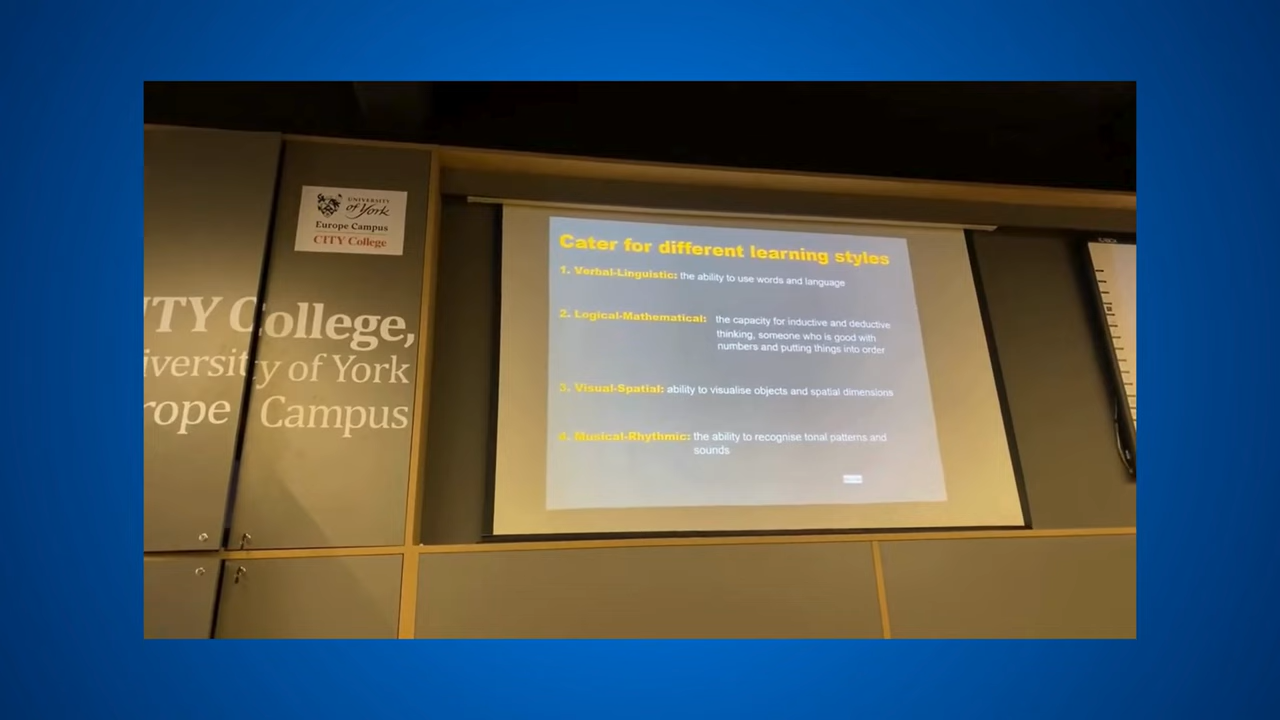 UNIVERSITY
of York
Europe Campus
CITY College
ITY College,
iversity of York
rope Campus
Cater for different learning styles
1. Verbal-Linguistic: the ability to use words and language
2. Logical-Mathematical: the capacity for inductive and deductive
thinking, someone who is good with
numbers and putting things into order
3. Visual-Spatial: ability to visualise objects and spatial dimensions
4. Musical-Rhythmic: the ability to recognise tonal patterns and
sounds